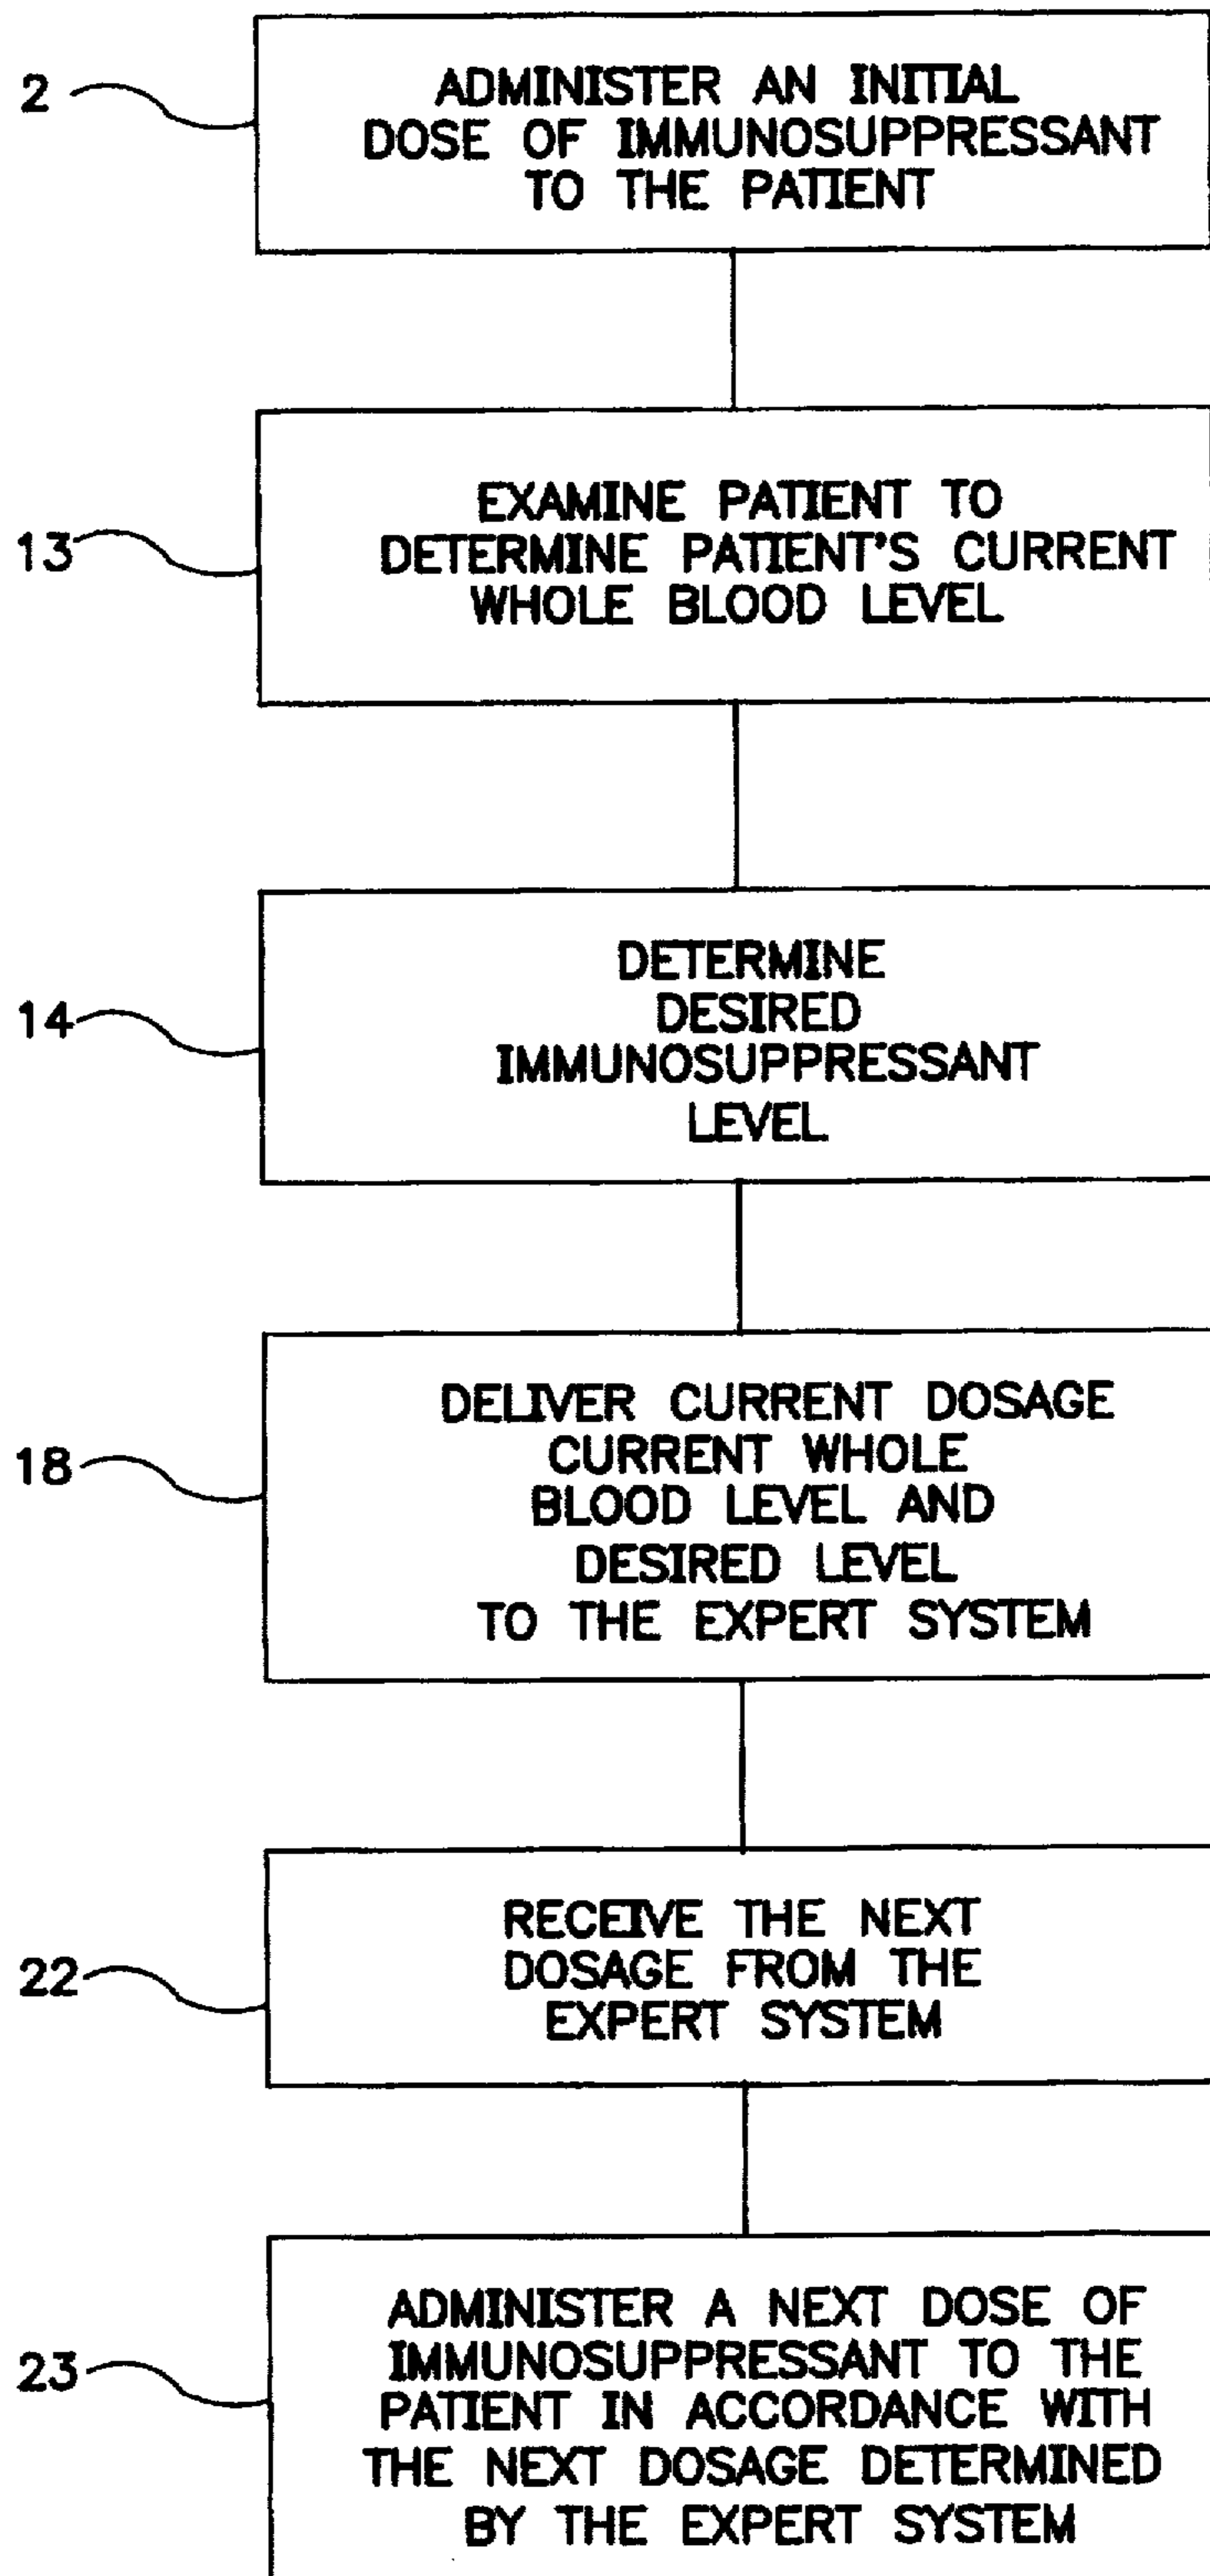 2
ADMINISTER AN INITIAL
DOSE OF IMMUNOSUPPRESSANT
TO THE PATIENT
13
EXAMINE PATIENT TO
DETERMINE PATIENT'S CURRENT
WHOLE BLOOD LEVEL
14
DETERMINE
DESIRED
IMMUNOSUPPRESSANT
LEVEL
18
DELIVER CURRENT DOSAGE
CURRENT WHOLE
BLOOD LEVEL AND
DESIRED LEVEL
TO THE EXPERT SYSTEM
22
RECEIVE THE NEXT
DOSAGE FROM THE
EXPERT SYSTEM
23
ADMINISTER A NEXT DOSE OF
IMMUNOSUPPRESSANT TO THE
PATIENT IN ACCORDANCE WITH
THE NEXT DOSAGE DETERMINED
BY THE EXPERT SYSTEM